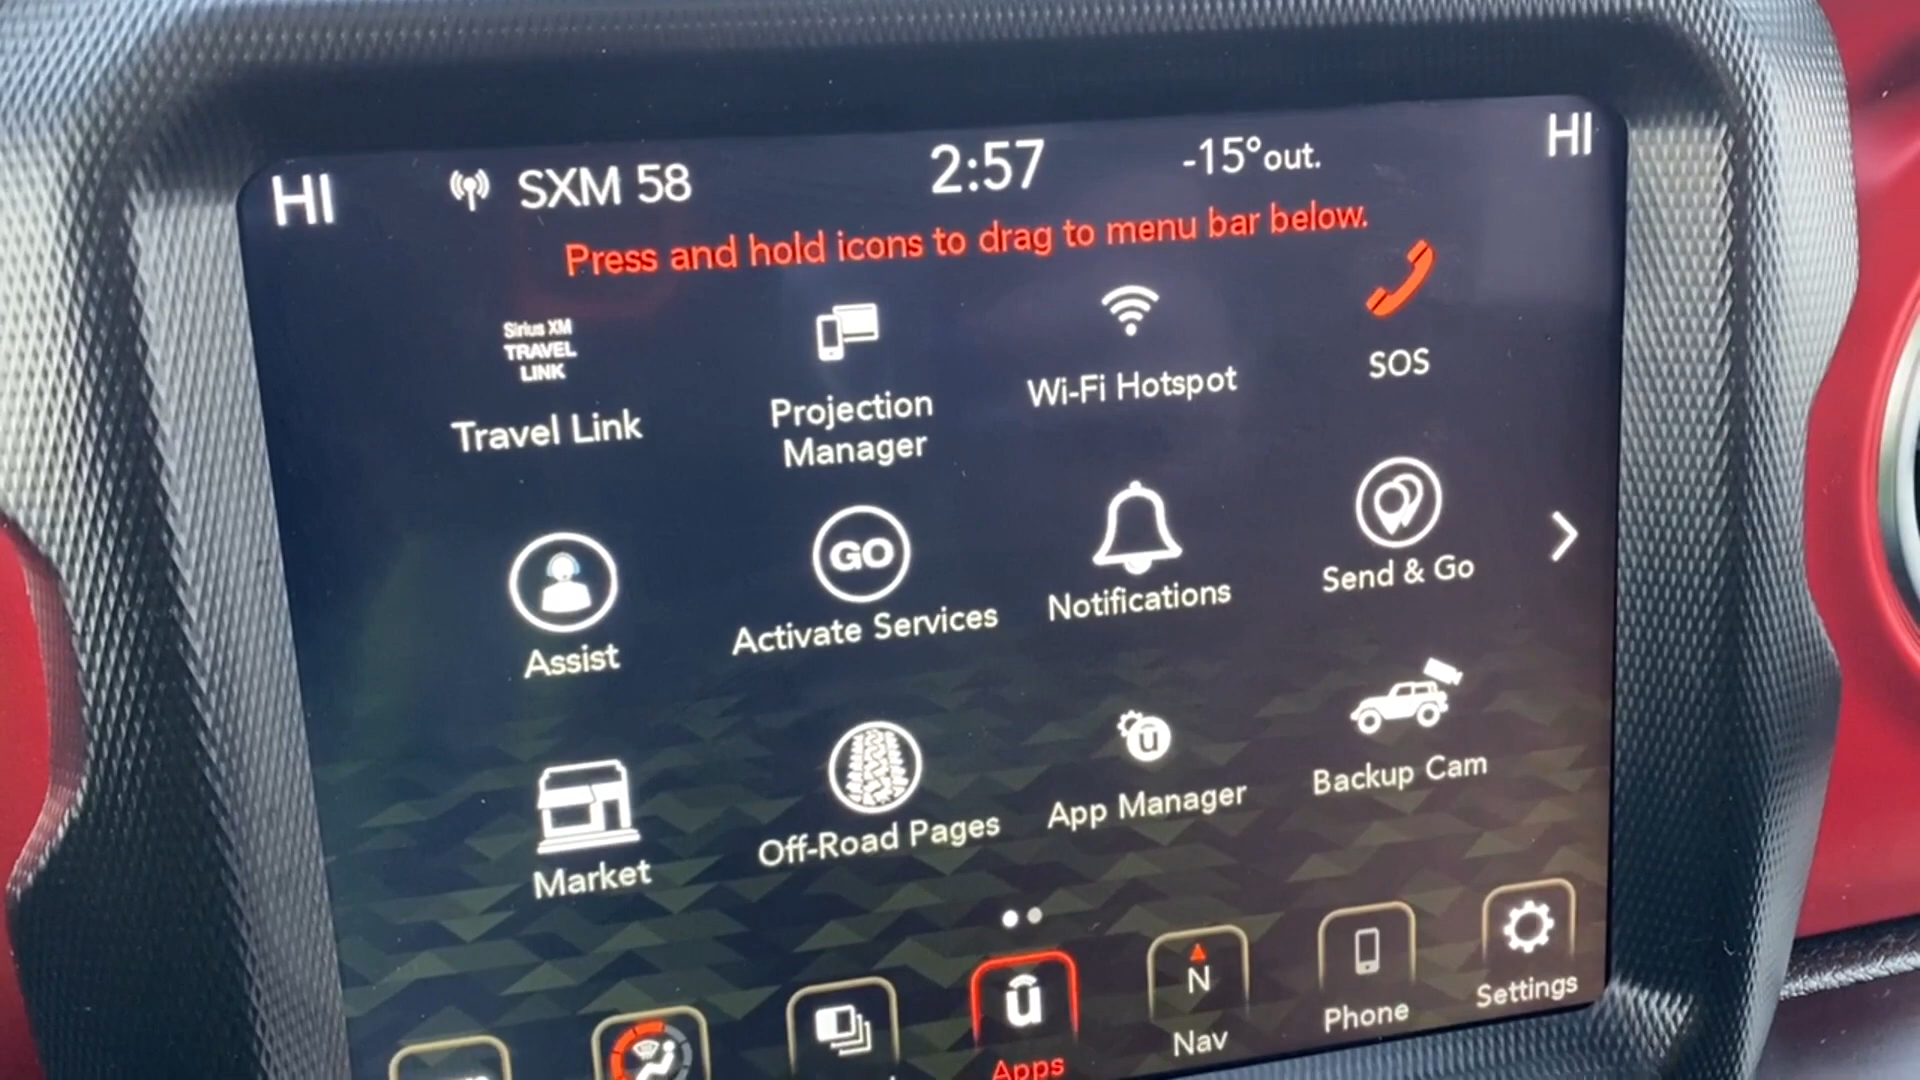 HI
SXM 58
2:57
-15°out.
HI
Press and hold icons to drag to menu bar below.
Sirius XM
TRAVEL
LINK
Travel Link
Projection
Manager
Wi-Fi Hotspot
SOS
Assist
GO
Activate Services
Notifications
Send & Go
Market
Off-Road Pages
App Manager
Backup Cam
Apps
N
Nav
Phone
Settings